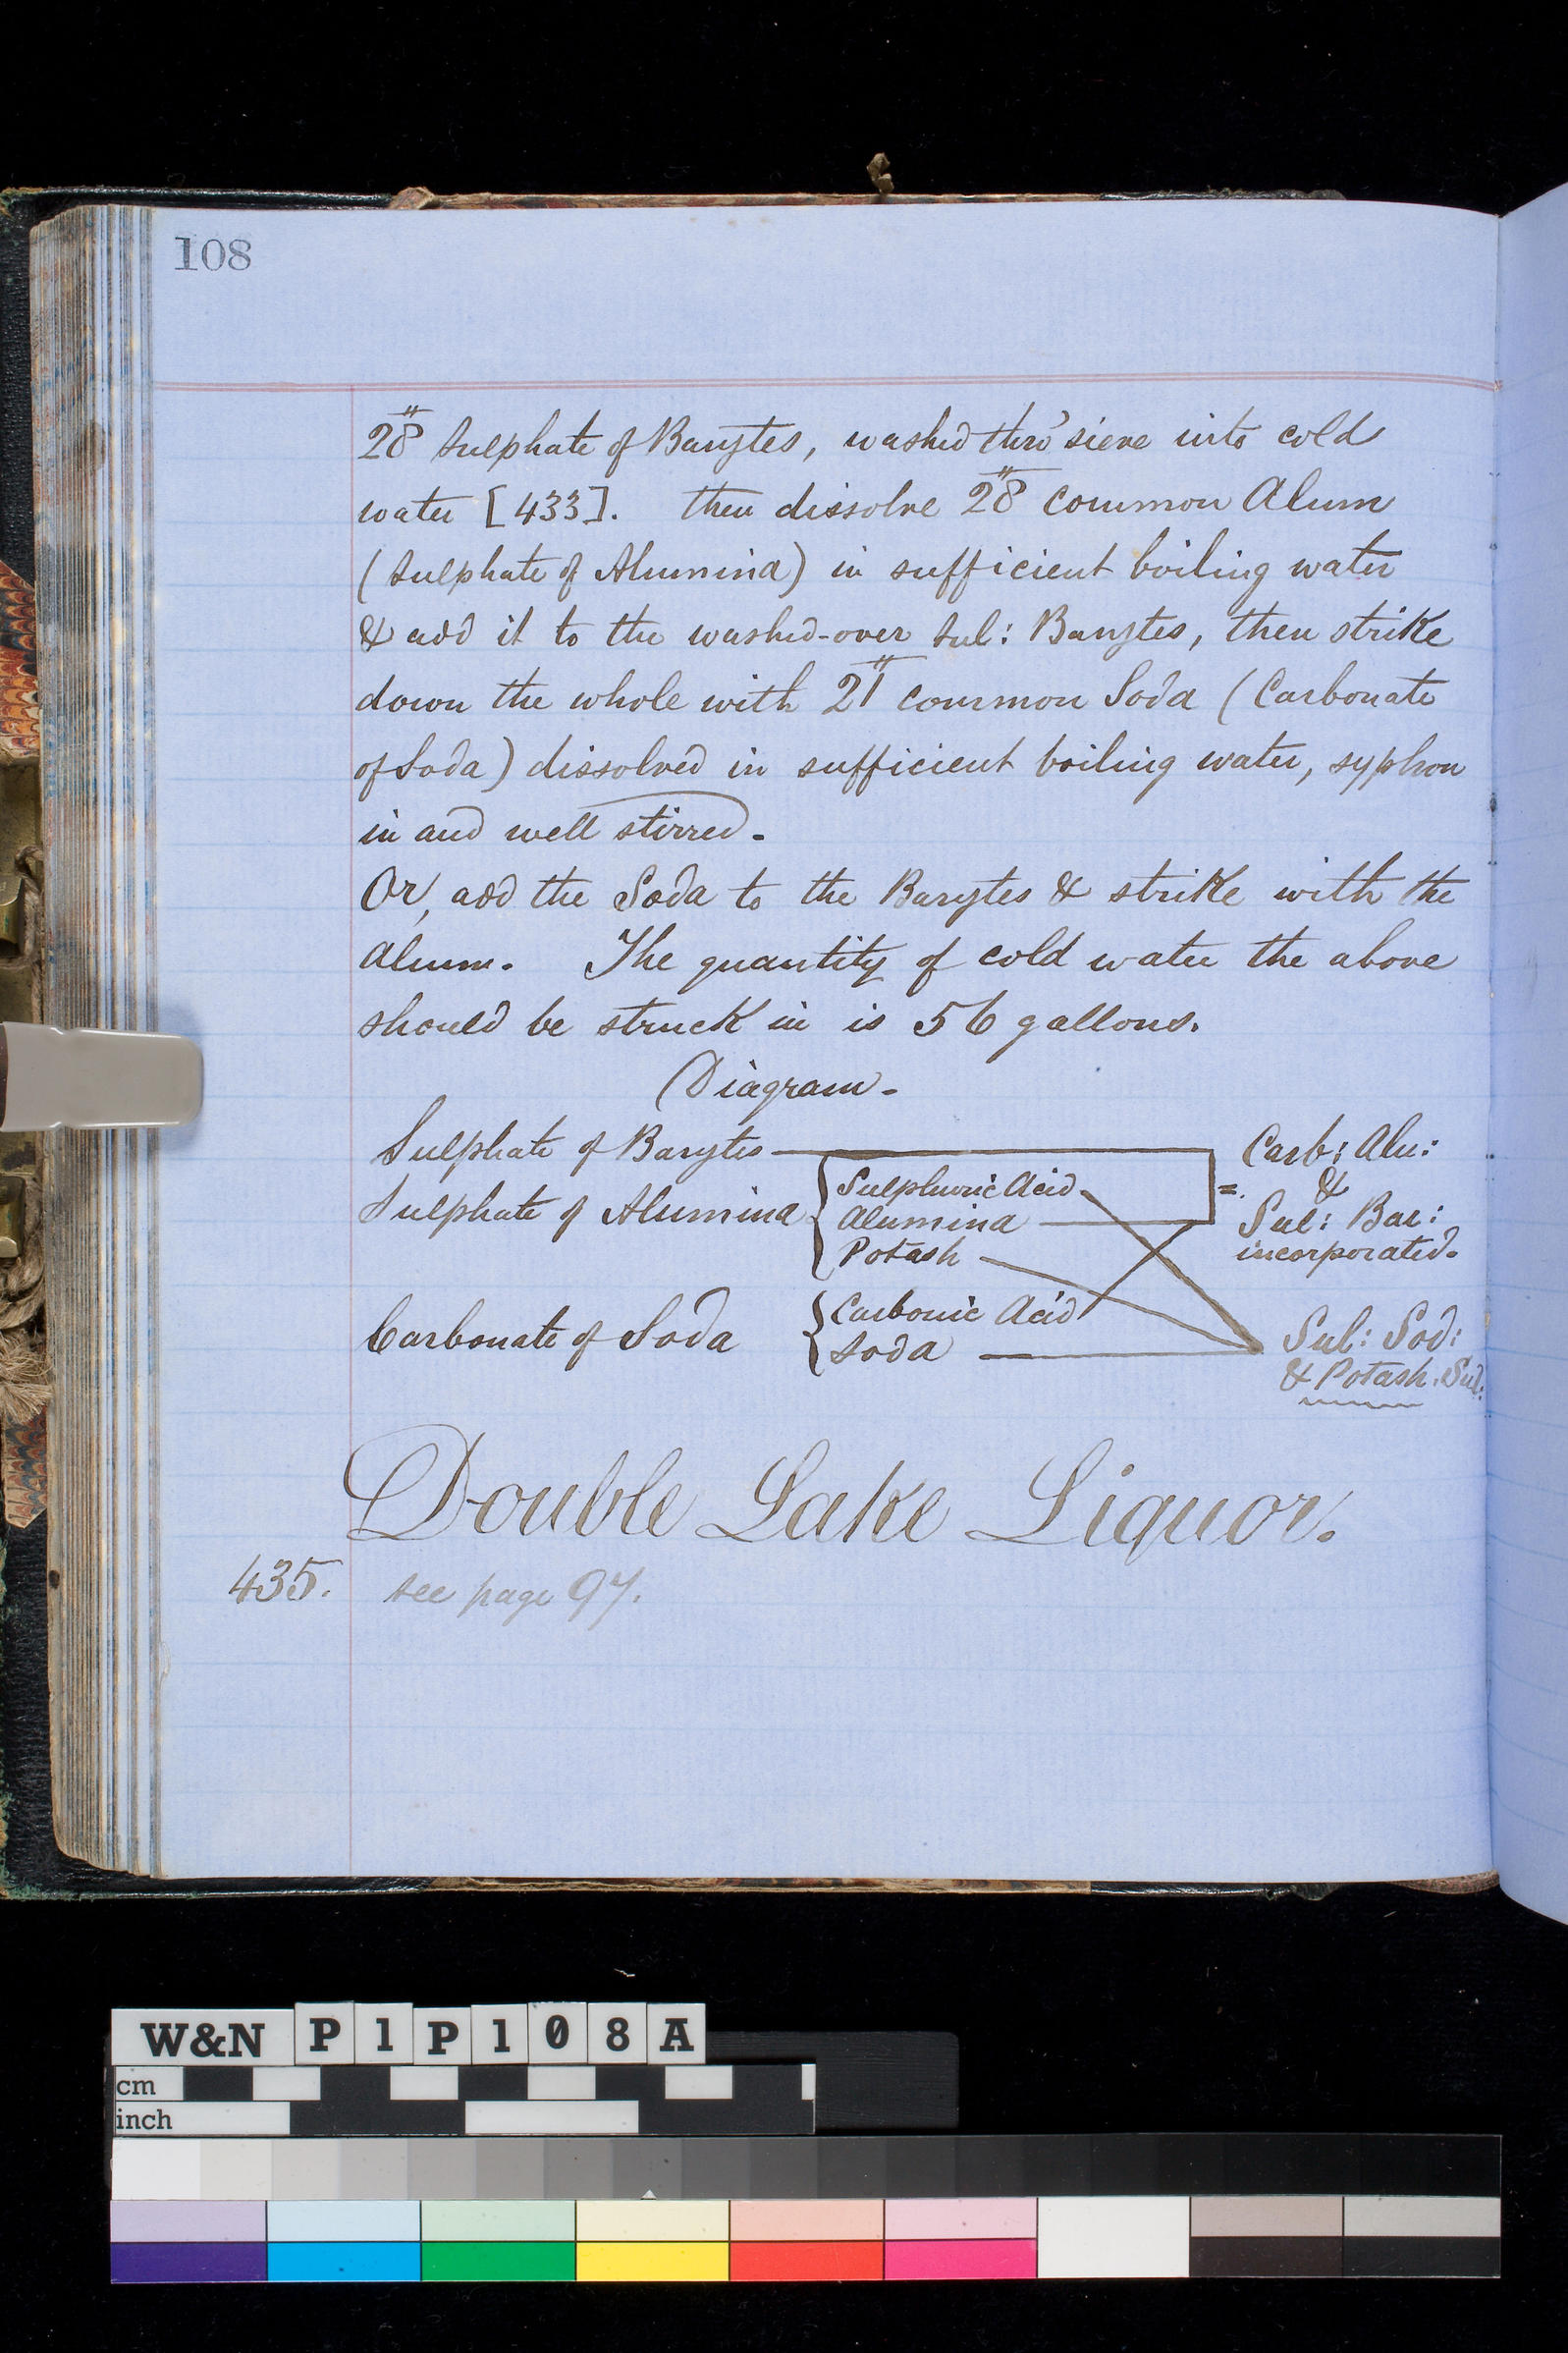 108
28" Sulphate of Barytes, washed thro' sieve into cold
water [433]. then dissolve 28" common Alum
(Sulphate of Alumina) in sufficient boiling water
& add it to the washed-over Sul: Barytes, then strike
down the whole with 21" common Soda (Carbonate
of Soda) dissolved in sufficient boiling water, syphon
in and well stirred.
Or, add the Soda to the Barytes & strike with the
Alum. The quantity of cold water the above
should be struck in is 56 gallons.
Diagram.
Sulphate of Barytes
Sulphate of Alumina { Sulphuric Acid
Alumina
Potash
= Carb: Alu:
&
Sul: Bar:
incorporated.
Carbonate of Soda { Carbonic Acid
Soda
Sul: Sod:
& Potash. Sul:
Double Lake Liquor.
435. see page 97.
W&N P1P108A
cm
inch